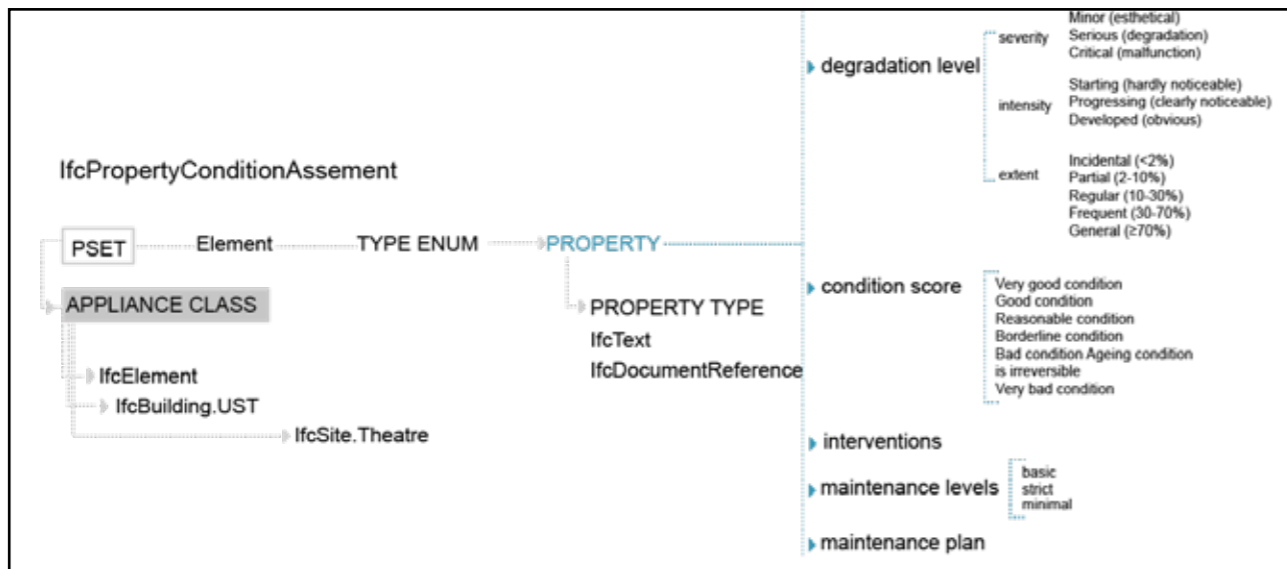 IfcPropertyConditionAssement
PSET
Element
TYPE ENUM
PROPERTY
APPLIANCE CLASS
IfcElement
IfcBuilding.UST
IfcSite.Theatre
PROPERTY TYPE
IfcText
IfcDocumentReference
degradation level
severity
Minor (esthetical)
Serious (degradation)
Critical (malfunction)
intensity
Starting (hardly noticeable)
Progressing (clearly noticeable)
Developed (obvious)
extent
Incidental (<2%)
Partial (2-10%)
Regular (10-30%)
Frequent (30-70%)
General (≥70%)
condition score
Very good condition
Good condition
Reasonable condition
Borderline condition
Bad condition Ageing condition
is irreversible
Very bad condition
interventions
maintenance levels
basic
strict
minimal
maintenance plan